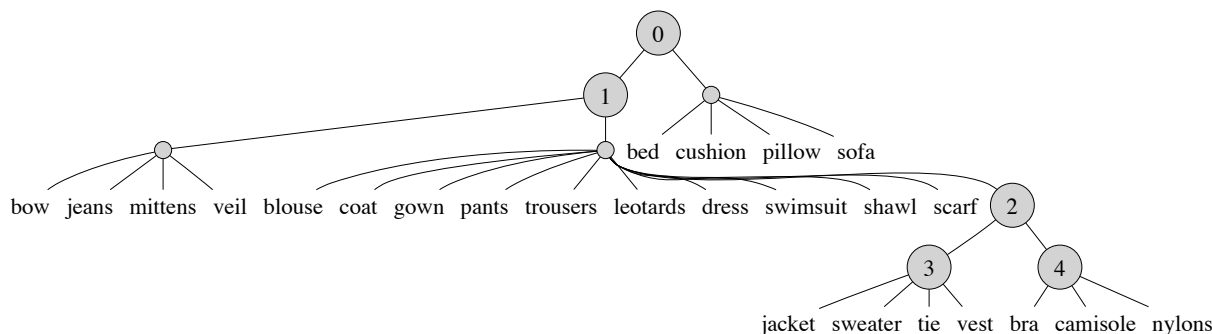 0
1
bed cushion pillow sofa
bow jeans mittens veil blouse coat gown pants trousers leotards dress swimsuit shawl scarf 2
3 4
jacket sweater tie vest bra camisole nylons